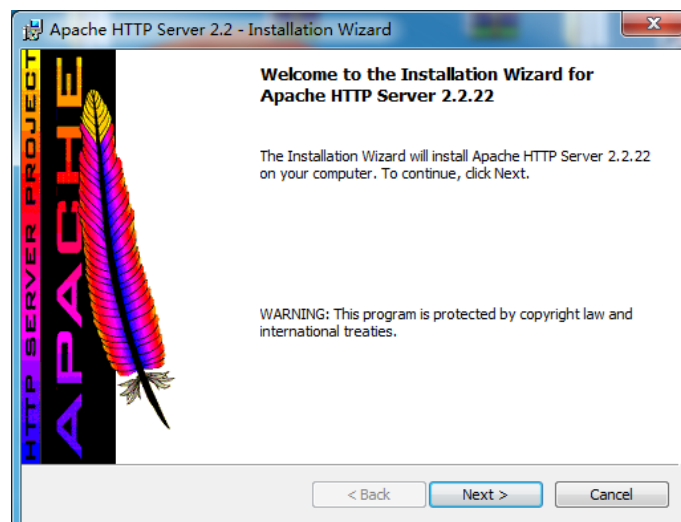 Apache HTTP Server 2.2 - Installation Wizard
HTTP SERVER PROJECT
APACHE
Welcome to the Installation Wizard for
Apache HTTP Server 2.2.22
The Installation Wizard will install Apache HTTP Server 2.2.22
on your computer. To continue, click Next.
WARNING: This program is protected by copyright law and
international treaties.
< Back
Next >
Cancel